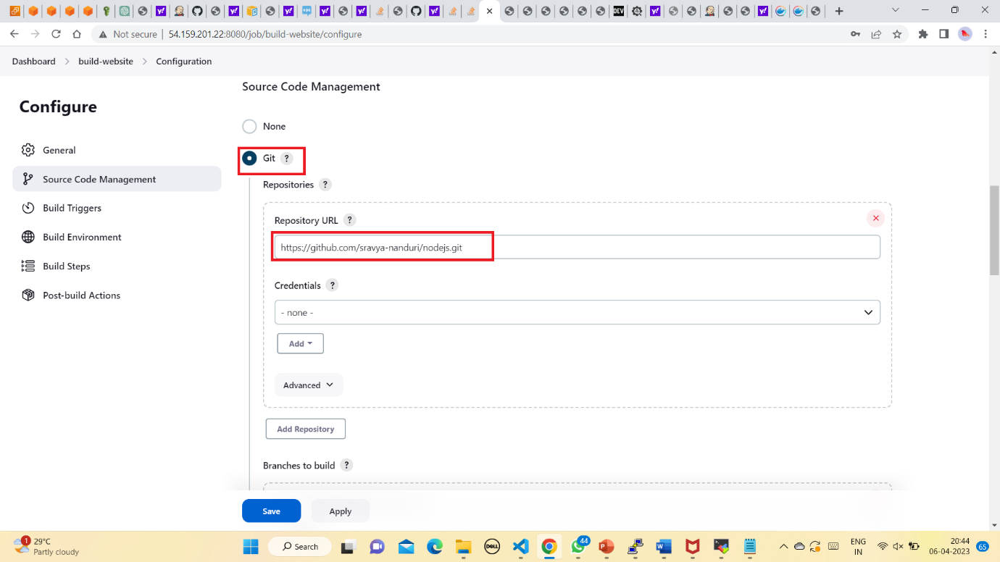 Not secure | 54.159.201.22:8080/job/build-website/configure
Dashboard > build-website > Configuration
Configure
General
Source Code Management
Build Triggers
Build Environment
Build Steps
Post-build Actions
Source Code Management
None
Git ?
Repositories ?
Repository URL ?
https://github.com/sravya-nanduri/nodejs.git
Credentials ?
- none -
Add
Advanced
Add Repository
Branches to build ?
Save
Apply
1
29°C
Partly cloudy
Search
DELL
44
ENG
IN
20:44
06-04-2023
65